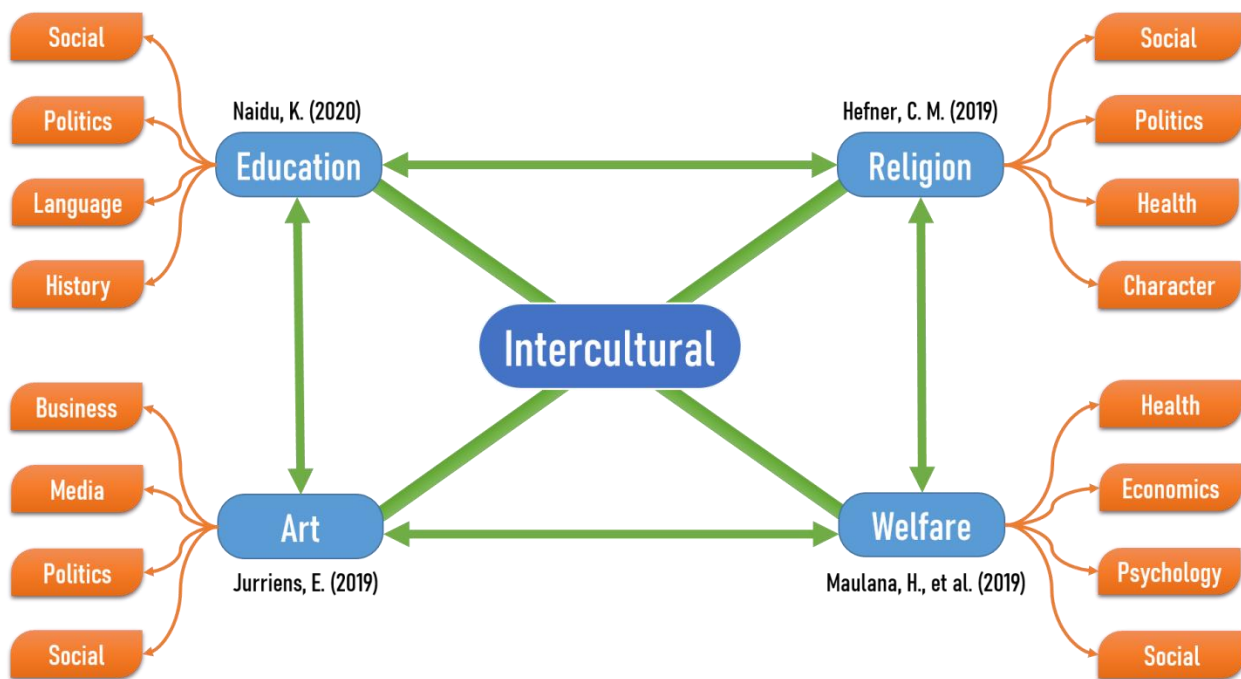 Social
Politics
Language
History
Naidu, K. (2020)
Education
Hefner, C. M. (2019)
Religion
Social
Politics
Health
Character
Intercultural
Business
Media
Politics
Social
Art
Jurriens, E. (2019)
Welfare
Maulana, H., et al. (2019)
Health
Economics
Psychology
Social